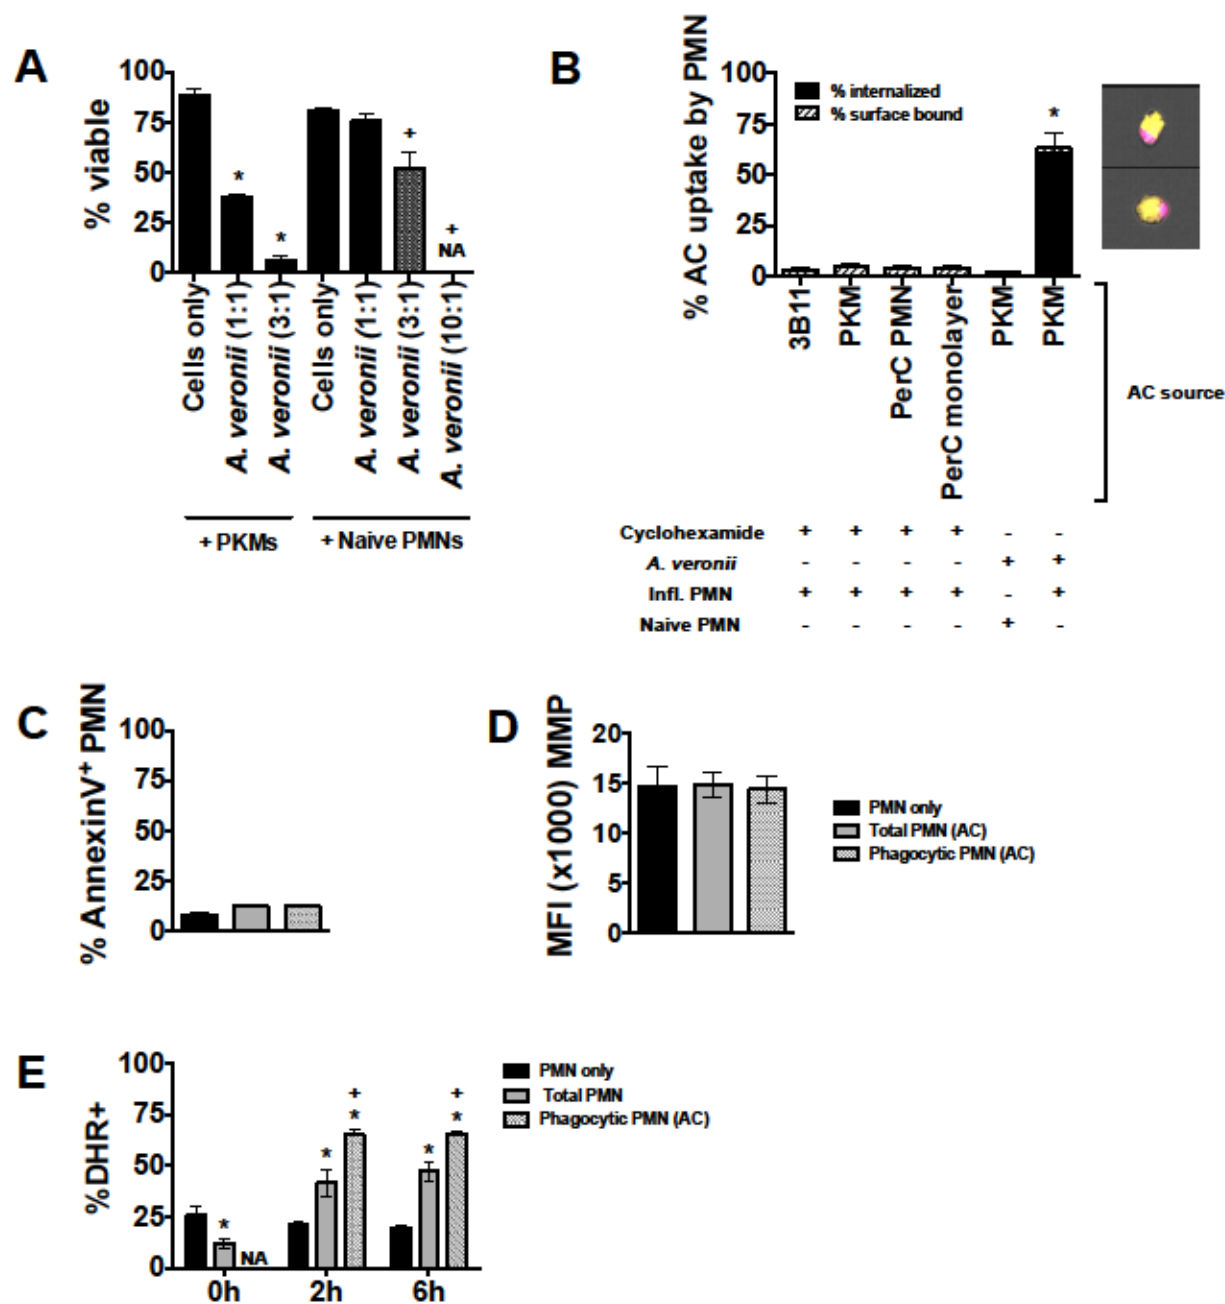 A
% viable
100
75
50
25
0
*
*
+
+
NA
Cells only
A. veronii (1:1)
A. veronii (3:1)
Cells only
A. veronii (1:1)
A. veronii (3:1)
A. veronii (10:1)
+ PKMs
+ Naive PMNs
B
% AC uptake by PMN
100
75
50
25
0
% internalized
% surface bound
*
3B11
PKM
PerC PMN
PerC monolayer
PKM
PKM
AC source
Cyclohexamide + + + + - -
A. veronii - - - - + +
Infl. PMN + + + + - +
Naive PMN - - - - + -
C
% AnnexinV+ PMN
100
75
50
25
0
D
MFI (x1000) MMP
20
15
10
5
0
PMN only
Total PMN (AC)
Phagocytic PMN (AC)
E
%DHR+
100
75
50
25
0
*
NA
*
+
*
*
+
*
0h
2h
6h
PMN only
Total PMN
Phagocytic PMN (AC)